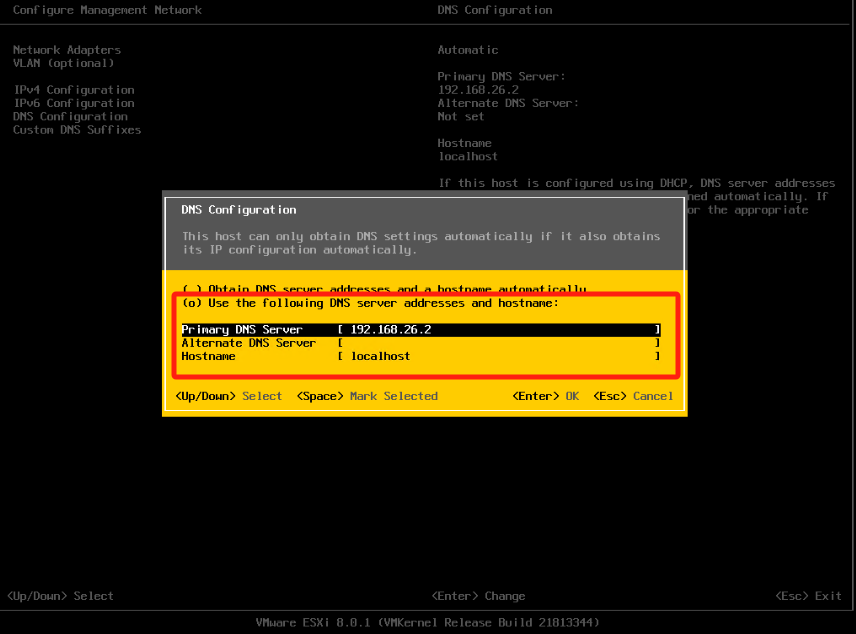 Configure Management Network
DNS Configuration
Network Adapters
VLAN (optional)
IPv4 Configuration
IPv6 Configuration
DNS Configuration
Custom DNS Suffixes
Automatic
Primary DNS Server:
192.168.26.2
Alternate DNS Server:
Not set
Hostname
localhost
If this host is configured using DHCP, DNS server addresses
ned automatically. If
or the appropriate
DNS Configuration
This host can only obtain DNS settings automatically if it also obtains
its IP configuration automatically.
( ) Obtain DNS server addresses and a hostname automatically
(o) Use the following DNS server addresses and hostname:
Primary DNS Server [ 192.168.26.2 ]
Alternate DNS Server [ ]
Hostname [ localhost ]
<Up/Down> Select <Space> Mark Selected <Enter> OK <Esc> Cancel
<Up/Down> Select <Enter> Change <Esc> Exit
VMware ESXi 8.0.1 (VMKernel Release Build 21813344)